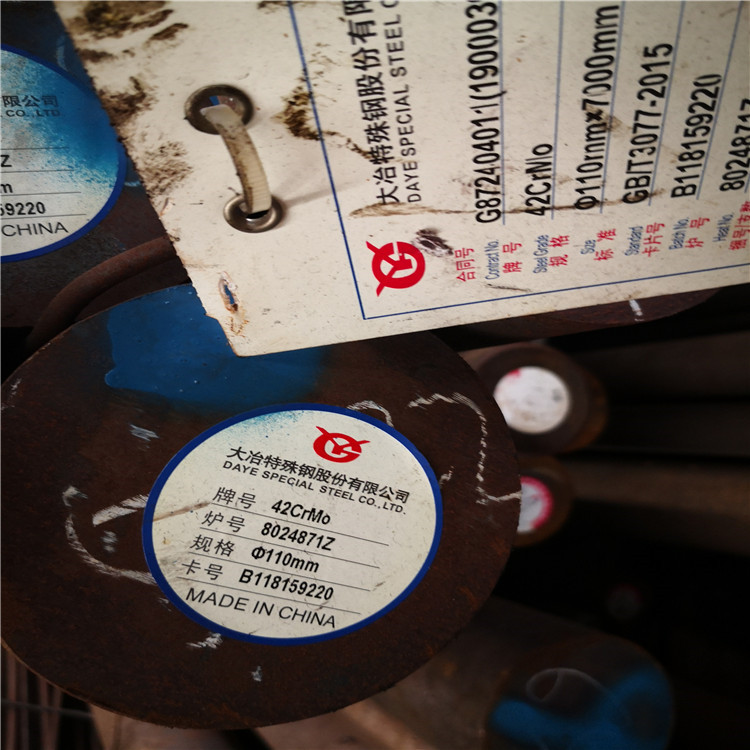 有限公司
CO., LTD.
Z
m
59220
CHINA
大冶特殊钢股份有限
DAYE SPECIAL STEEL
合同号
Contract No.
牌 号
42CrMo
Steel Grade
规 格
Φ110mm×7000mm
Size
标 准
GB/T3077-2015
Standard
卡片号
B118159220
Batch No.
炉 号
8024871
Heat No.
大冶特殊钢股份有限公司
DAYE SPECIAL STEEL CO., LTD.
牌号 42CrMo
炉号 8024871Z
规格 Φ110mm
卡号 B118159220
MADE IN CHINA